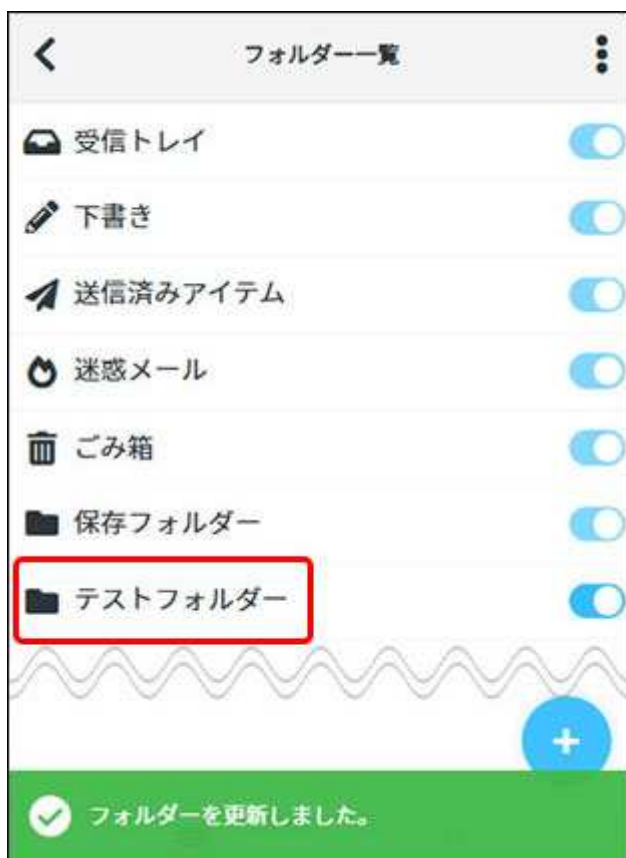 フォルダー一覧
受信トレイ
下書き
送信済みアイテム
迷惑メール
ごみ箱
保存フォルダー
テストフォルダー
フォルダーを更新しました。